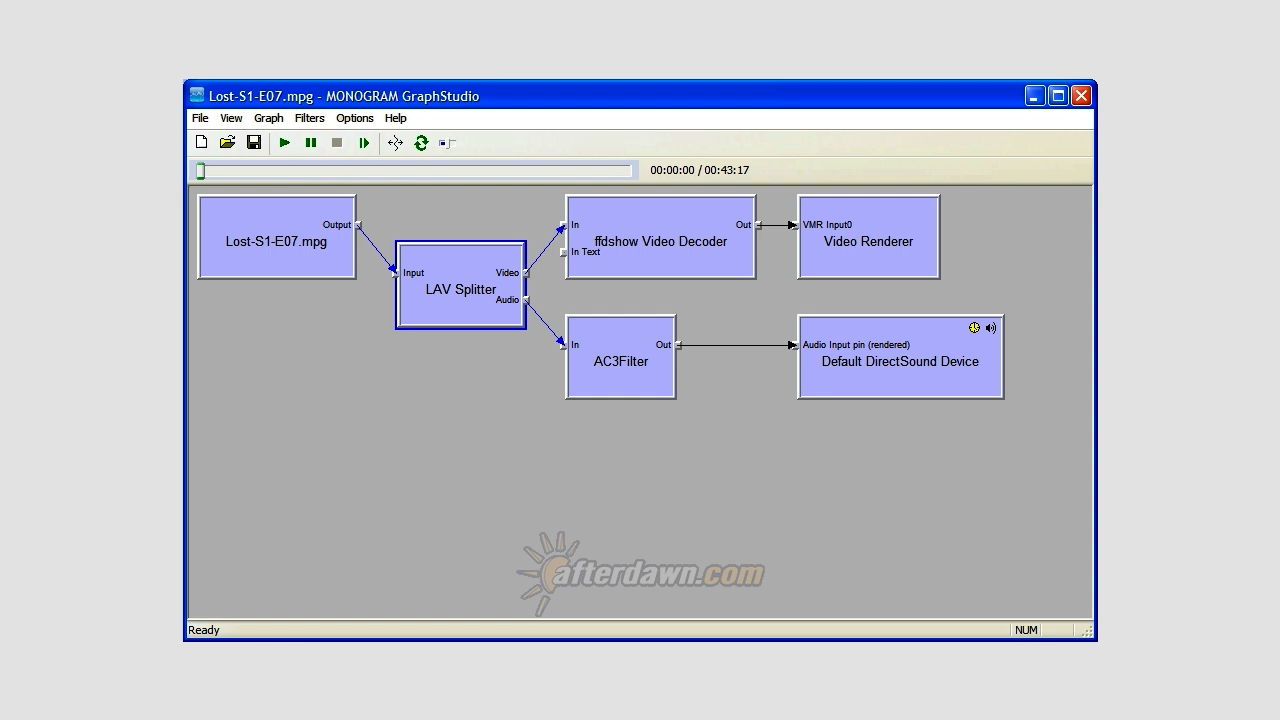 Lost-S1-E07.mpg - MONOGRAM GraphStudio
File View Graph Filters Options Help
00:00:00 / 00:43:17
Output
Lost-S1-E07.mpg
Input Video
LAV Splitter
Audio
In Out
ffdshow Video Decoder
In Text
VMR Input0
Video Renderer
In Out
AC3Filter
Audio Input pin (rendered)
Default DirectSound Device
afterdawn.com
Ready NUM